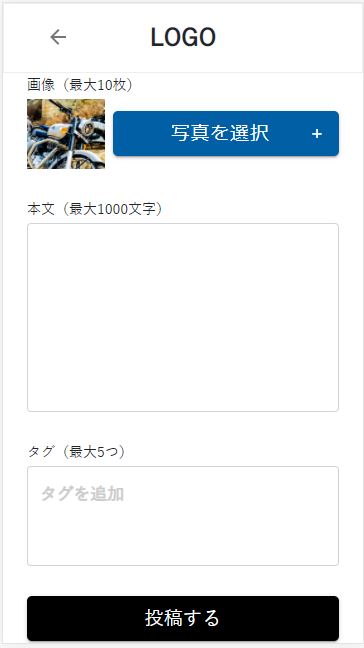 LOGO
画像（最大10枚）
写真を選択 +
本文（最大1000文字）
タグ（最大5つ）
タグを追加
投稿する